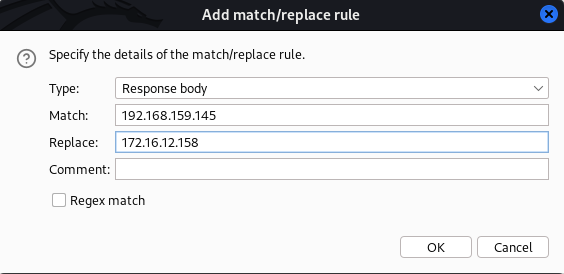 Add match/replace rule
Specify the details of the match/replace rule.
Type: Response body
Match: 192.168.159.145
Replace: 172.16.12.158
Comment:
Regex match
OK Cancel